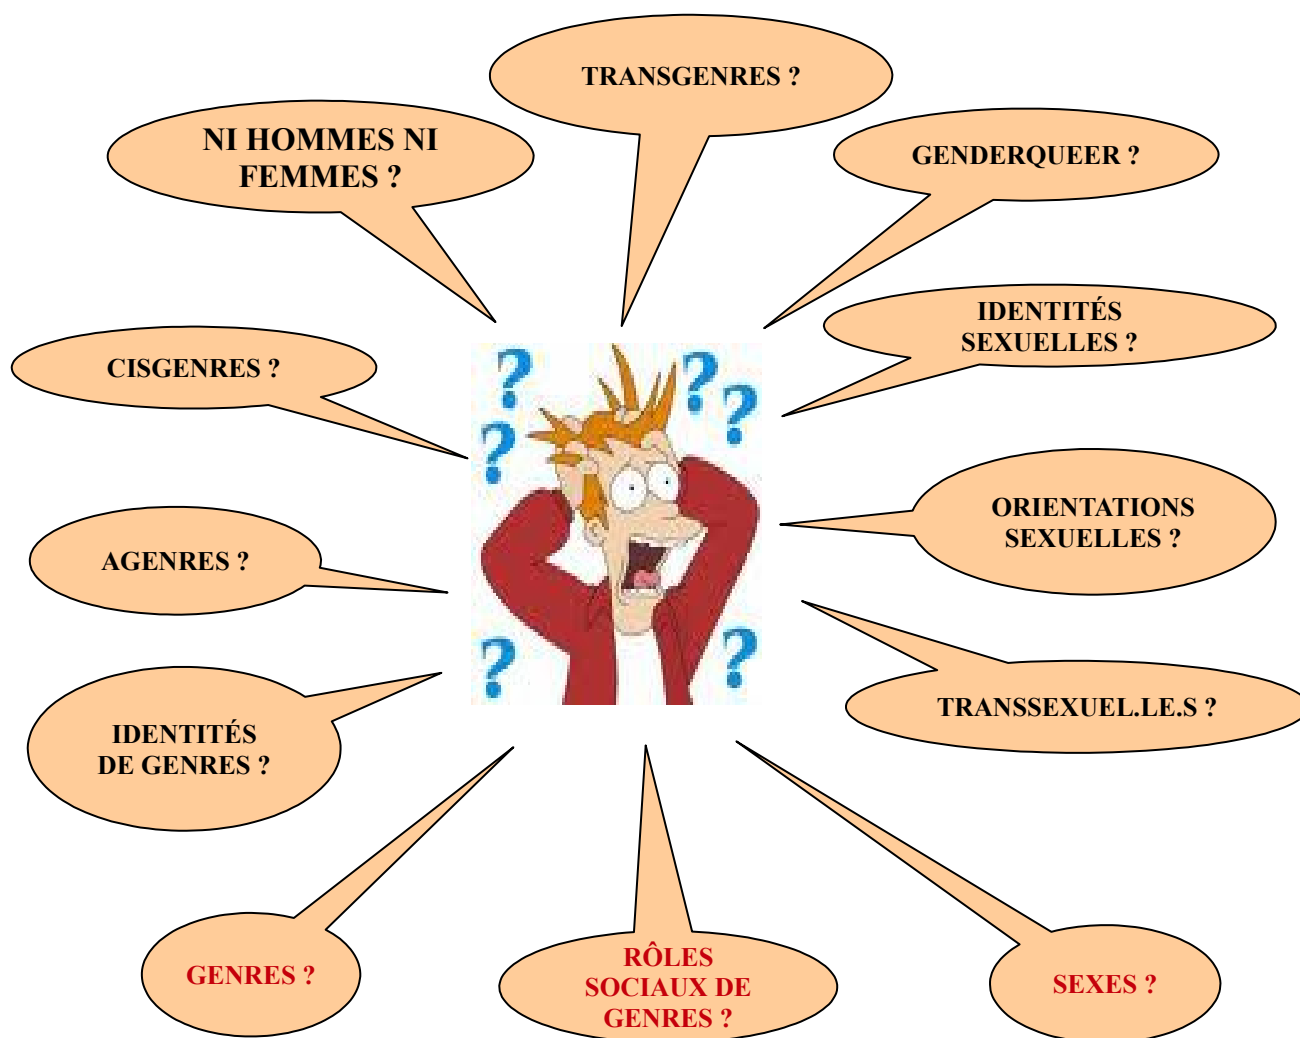 TRANSGENRES ?
NI HOMMES NI
FEMMES ?
GENDERQUEER ?
IDENTITÉS
SEXUELLES ?
CISGENRES ?
?
?
?
?
ORIENTATIONS
SEXUELLES ?
AGENRES ?
?
?
TRANSSEXUEL.LE.S ?
IDENTITÉS
DE GENRES ?
GENRES ?
RÔLES
SOCIAUX DE
GENRES ?
SEXES ?